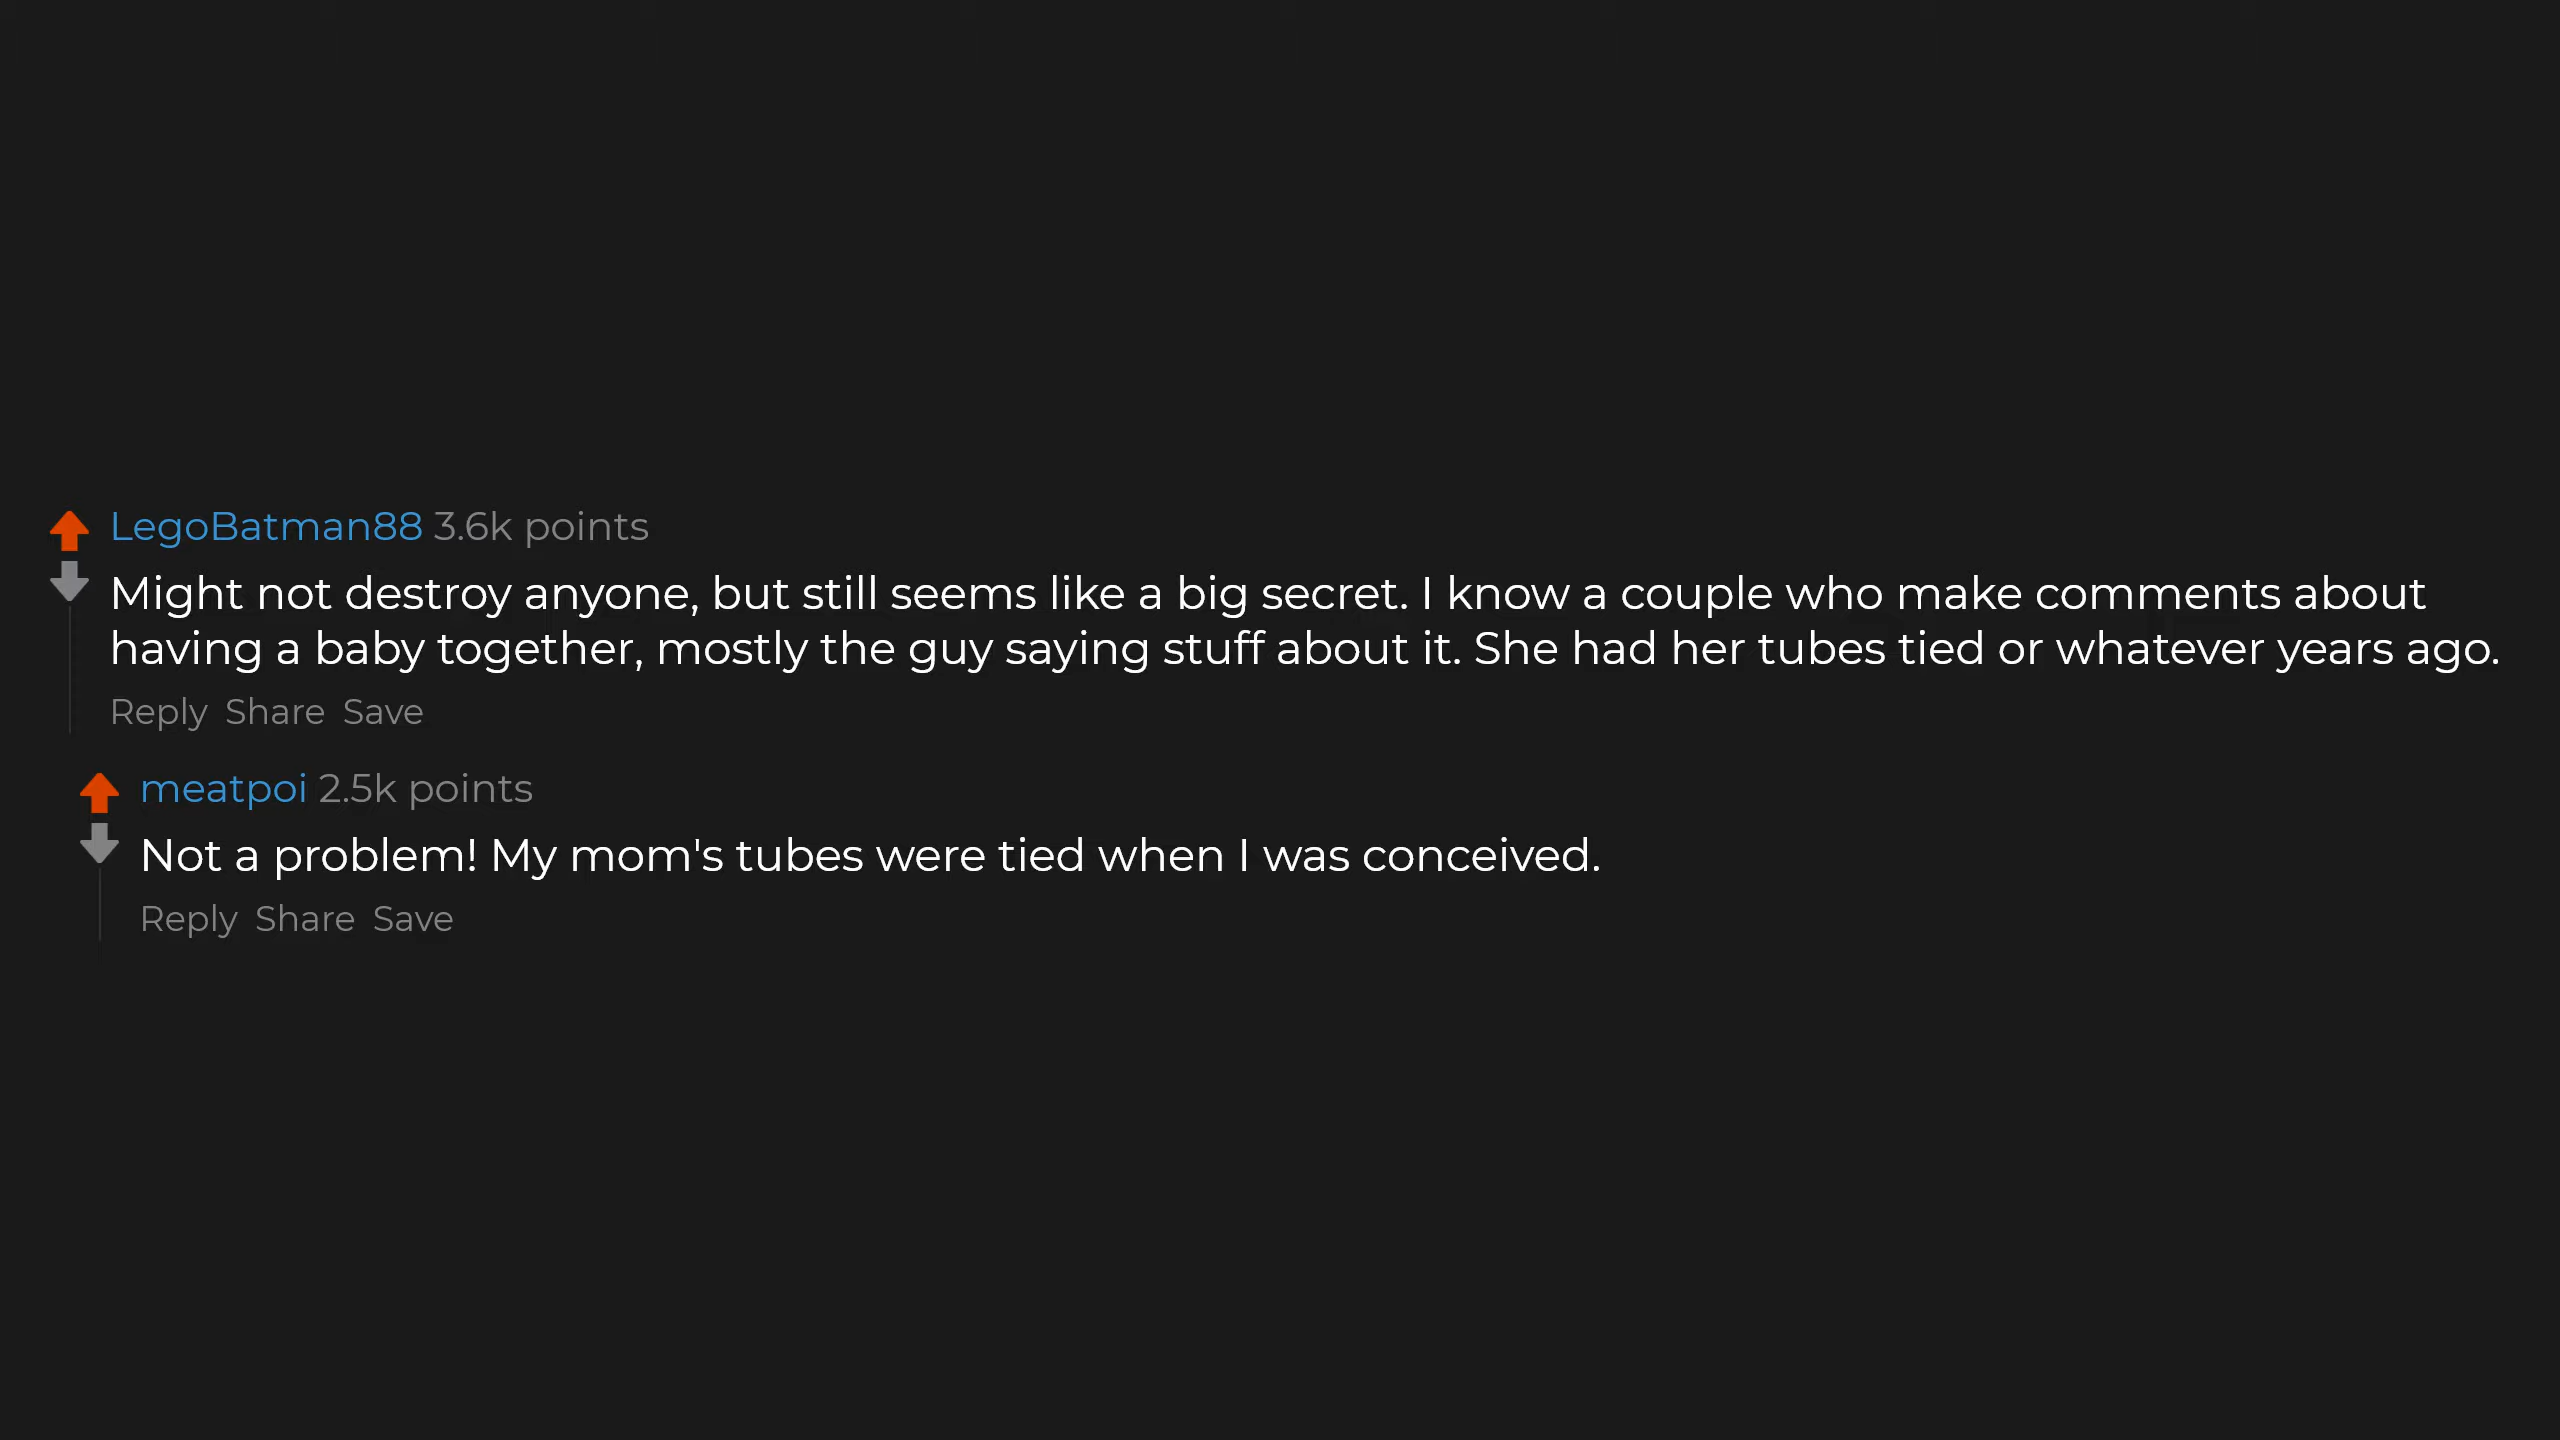 LegoBatman88 3.6k points
Might not destroy anyone, but still seems like a big secret. I know a couple who make comments about
having a baby together, mostly the guy saying stuff about it. She had her tubes tied or whatever years ago.
Reply Share Save
meatpoi 2.5k points
Not a problem! My mom's tubes were tied when I was conceived.
Reply Share Save